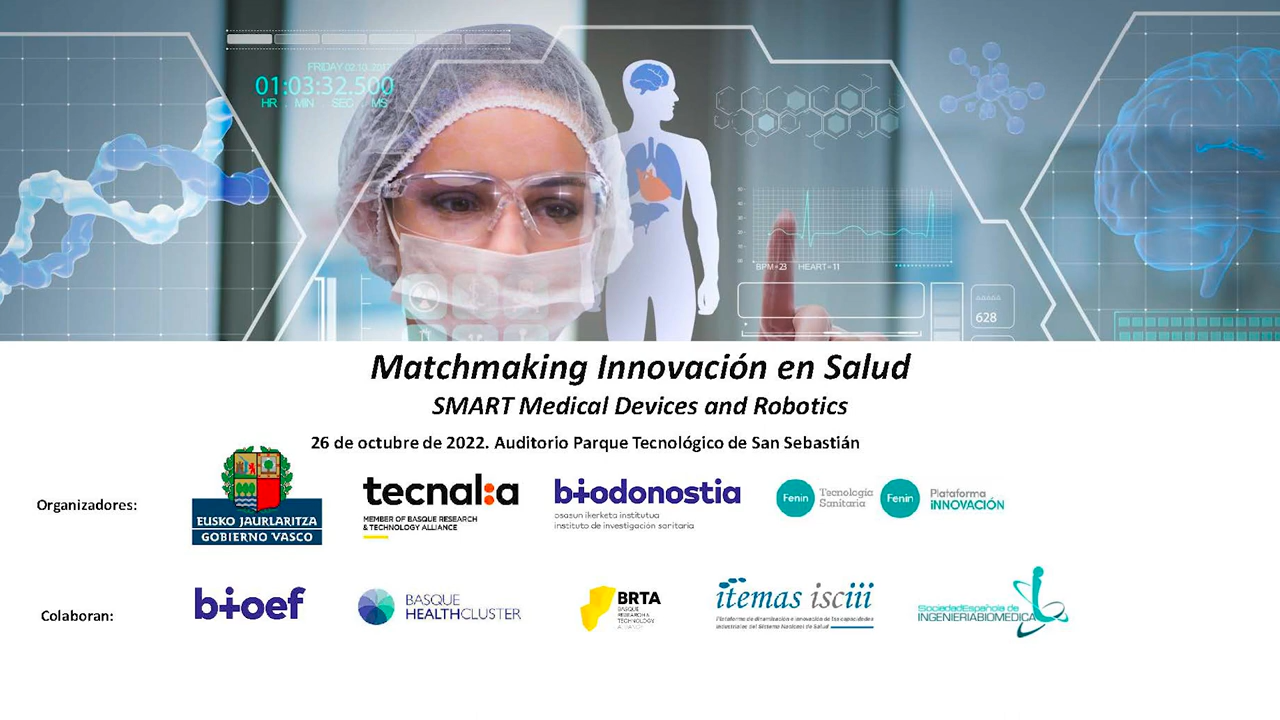 FRIDAY 02.10. 2017
01:03:32.500
HR . MIN . SEC . MS
BPM=23 HEART=11
628
Matchmaking Innovación en Salud
SMART Medical Devices and Robotics
26 de octubre de 2022. Auditorio Parque Tecnológico de San Sebastián
Organizadores:
EUSKO JAURLARITZA
GOBIERNO VASCO
tecnal:a
MEMBER OF BASQUE RESEARCH
& TECHNOLOGY ALLIANCE
biodonostia
osasun ikerketa institutua
instituto de investigación sanitaria
Fenin
Tecnología
Sanitaria
Fenin
Plataforma
iNNOVACIÓN
Colaboran:
bioef
BASQUE
HEALTHCLUSTER
BRTA
BASQUE
RESEARCH &
TECHNOLOGY
ALLIANCE
itemas isciii
Plataforma de dinamización e innovación de las capacidades
industriales del Sistema Nacional de Salud
SociedadEspañola de
INGENIERIABIOMEDICA